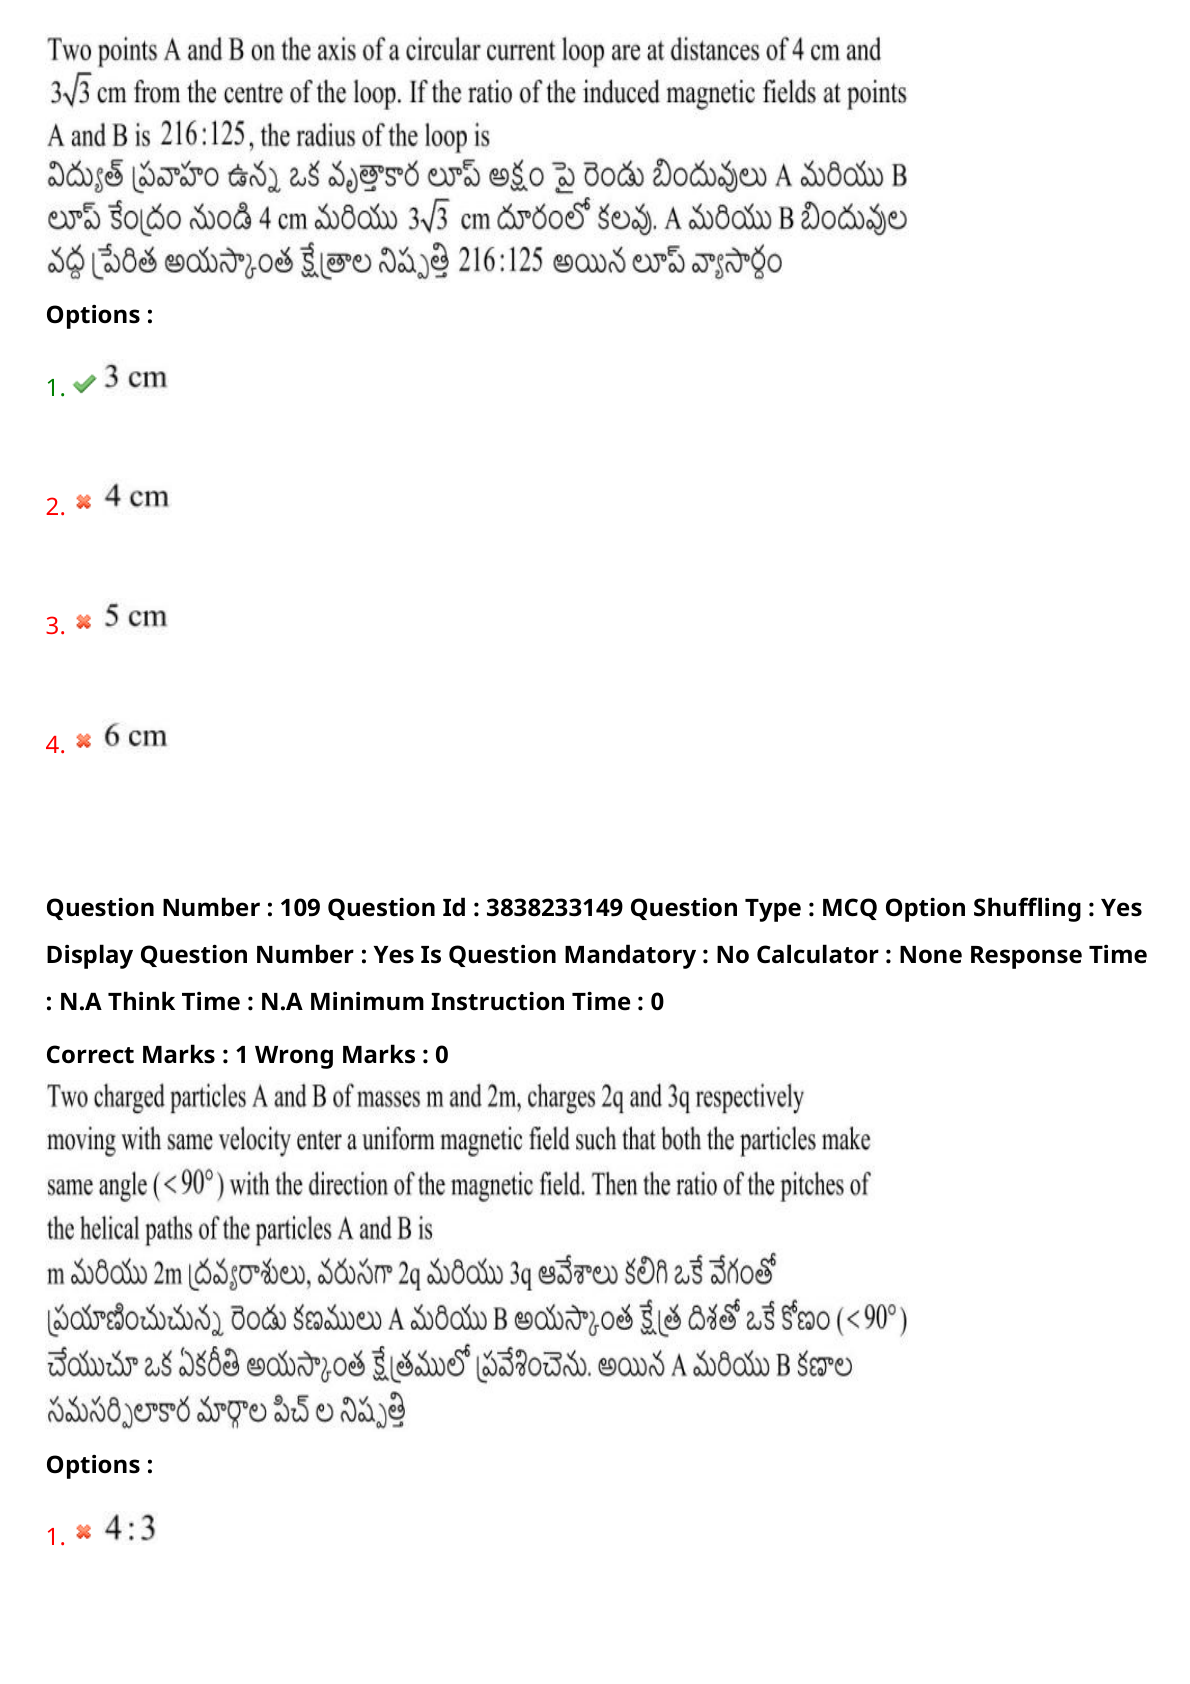 Two points A and B on the axis of a circular current loop are at distances of 4 cm and
3√3 cm from the centre of the loop. If the ratio of the induced magnetic fields at points
A and B is 216:125, the radius of the loop is
విద్యుత్ ప్రవాహం ఉన్న ఒక వృత్తాకార లూప్ అక్షం పై రెండు బిందువులు A మరియు B
లూప్ కేంద్రం నుండి 4 cm మరియు 3√3 cm దూరంలో కలవు. A మరియు B బిందువుల
వద్ద ప్రేరిత అయస్కాంత క్షేత్రాల నిష్పత్తి 216:125 అయిన లూప్ వ్యాసార్ధం
Options :
1. 3 cm
2. 4 cm
3. 5 cm
4. 6 cm
Question Number : 109 Question Id : 3838233149 Question Type : MCQ Option Shuffling : Yes
Display Question Number : Yes Is Question Mandatory : No Calculator : None Response Time
: N.A Think Time : N.A Minimum Instruction Time : 0
Correct Marks : 1 Wrong Marks : 0
Two charged particles A and B of masses m and 2m, charges 2q and 3q respectively
moving with same velocity enter a uniform magnetic field such that both the particles make
same angle (<90°) with the direction of the magnetic field. Then the ratio of the pitches of
the helical paths of the particles A and B is
m మరియు 2m ద్రవ్యరాశులు, వరుసగా 2q మరియు 3q ఆవేశాలు కలిగి ఒకే వేగంతో
ప్రయాణించుచున్న రెండు కణములు A మరియు B అయస్కాంత క్షేత్ర దిశతో ఒకే కోణం (<90°)
చేయుచూ ఒక ఏకరీతి అయస్కాంత క్షేత్రములో ప్రవేశించెను. అయిన A మరియు B కణాల
సమసర్పిలాకార మార్గాల పిచ్ ల నిష్పత్తి
Options :
1. 4:3